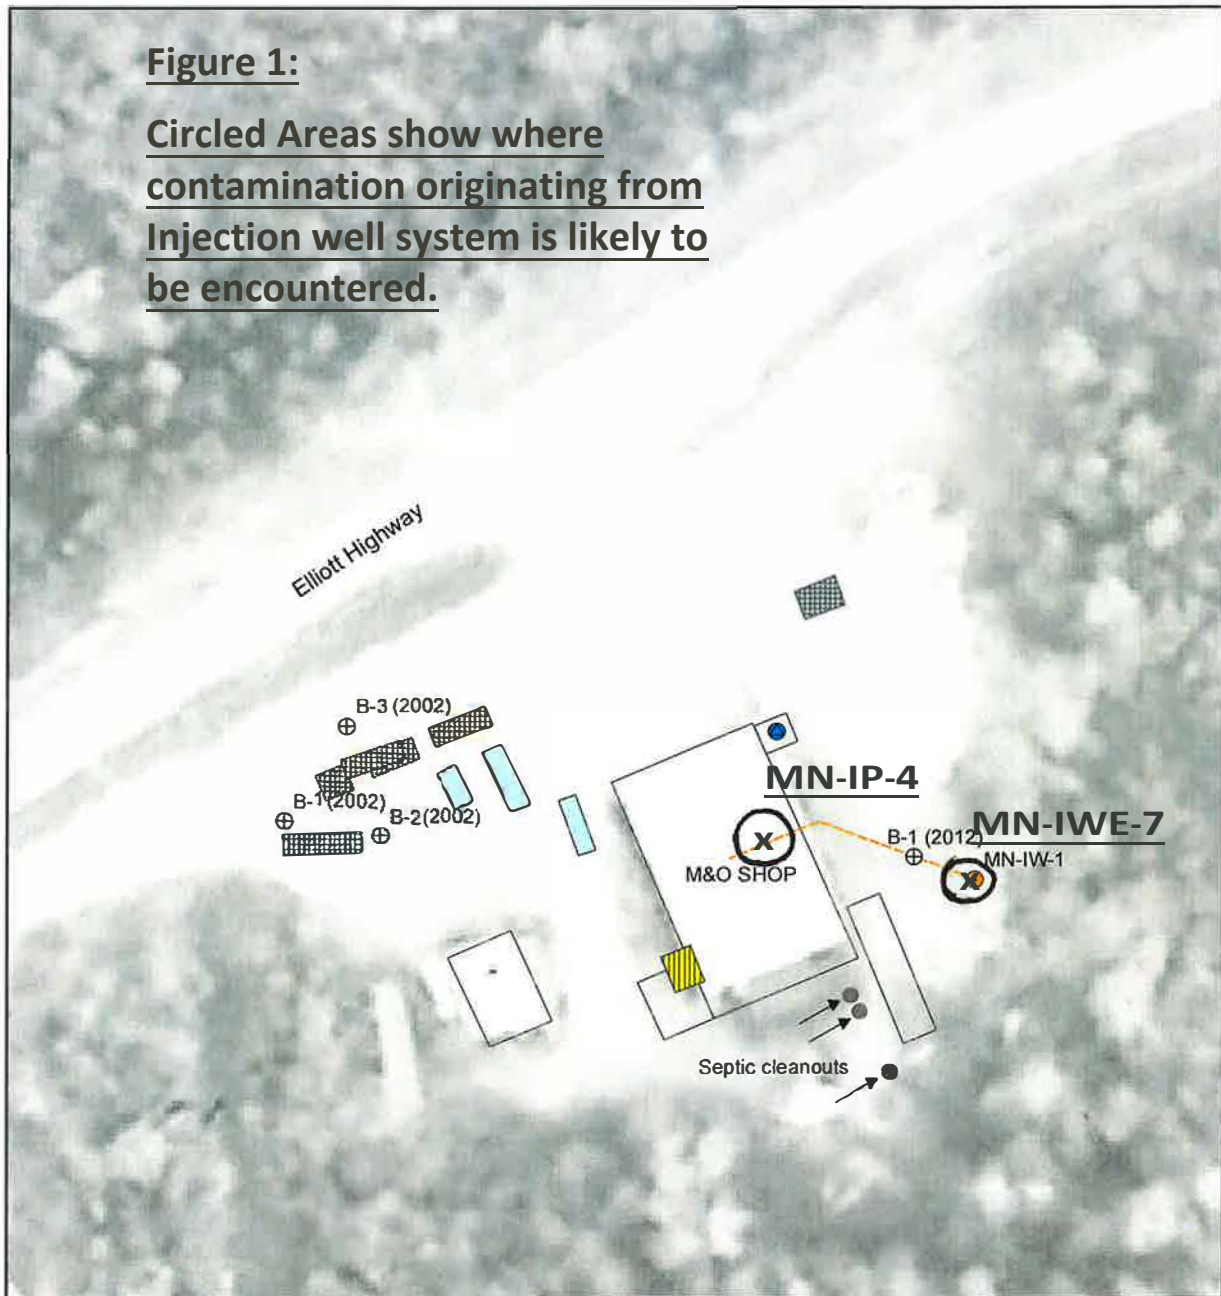 Figure 1:
Circled Areas show where
contamination originating from
Injection well system is likely to
be encountered.
Elliott Highway
B-3 (2002)
B-1 (2002)
B-2(2002)
MN-IP-4
MN-IWE-7
B-1 (2012)
MN-IW-1
X
X
M&O SHOP
Septic cleanouts